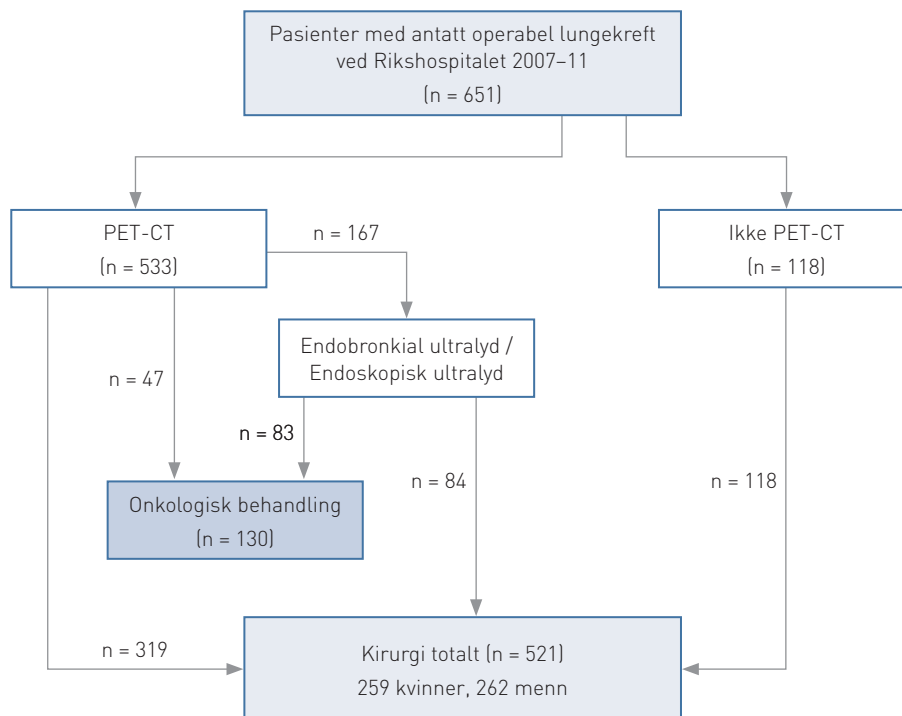 Pasienter med antatt operabel lungekreft
ved Rikshospitalet 2007–11
(n = 651)
PET-CT
(n = 533)
n = 167
Ikke PET-CT
(n = 118)
Endobronkial ultralyd /
Endoskopisk ultralyd
n = 47
n = 83
n = 84
n = 118
Onkologisk behandling
(n = 130)
n = 319
Kirurgi totalt (n = 521)
259 kvinner, 262 menn